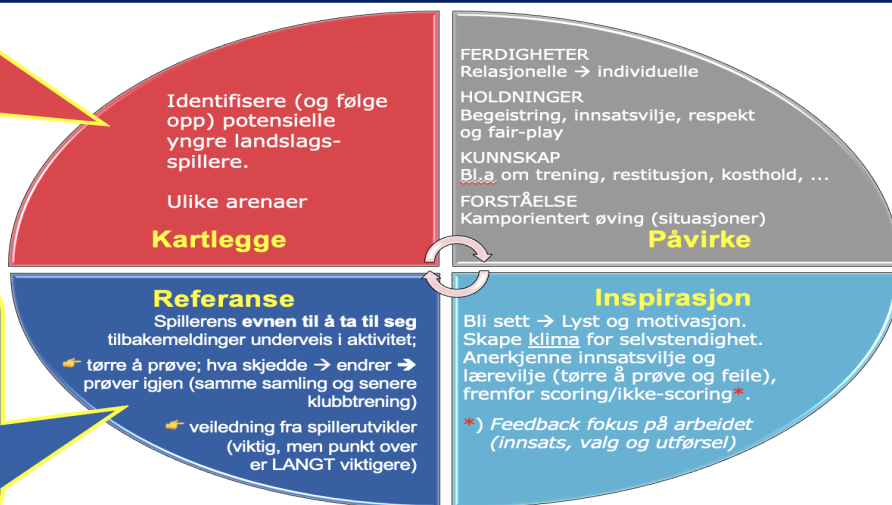 Identifisere (og følge
opp) potensielle
yngre landslags-
spillere.
Ulike arenaer
Kartlegge
FERDIGHETER
Relasjonelle → individuelle
HOLDNINGER
Begeistring, innsatsvilje, respekt
og fair-play
KUNNSKAP
Bl.a om trening, restitusjon, kosthold, ...
FORSTÅELSE
Kamporientert øving (situasjoner)
Påvirke
Referanse
Spillerens evnen til å ta til seg
tilbakemeldinger underveis i aktivitet;
👉 tørre å prøve; hva skjedde → endrer ➔
prøver igjen (samme samling og senere
klubbtrening)
👉 veiledning fra spillerutvikler
(viktig, men punkt over
er LANGT viktigere)
Inspirasjon
Bli sett → Lyst og motivasjon.
Skape klima for selvstendighet.
Anerkjenne innsatsvilje og
lærevilje (tørre å prøve og feile),
fremfor scoring/ikke-scoring*.
*) Feedback fokus på arbeidet
(innsats, valg og utførsel)